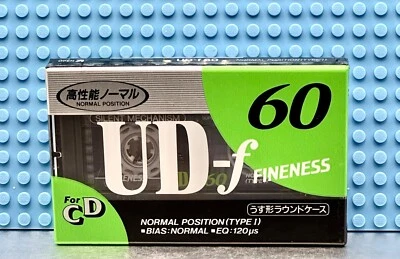 高性能ノーマル
NORMAL POSITION
60
SILENT MECHANISM
UD-f
FINENESS
60
For
CD
うす形ラウンドケース
NORMAL POSITION (TYPE I)
•BIAS:NORMAL •EQ:120µs